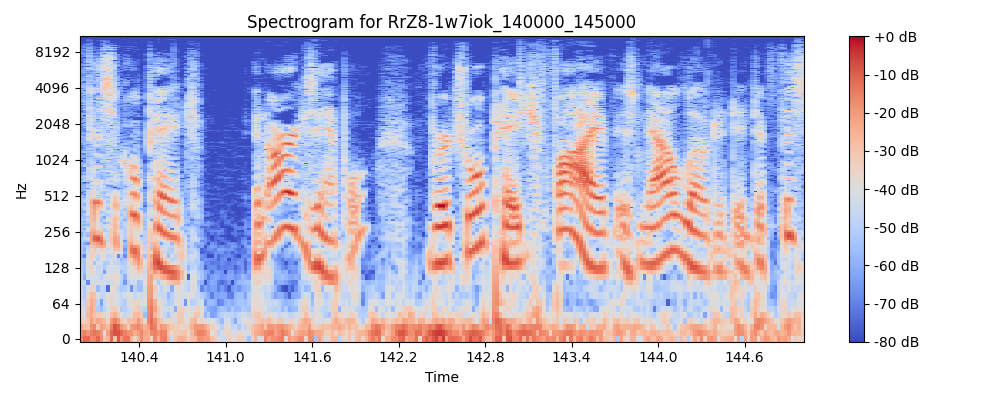 Spectrogram for RrZ8-1w7iok_140000_145000
Hz
8192
4096
2048
1024
512
256
128
64
0
140.4 141.0 141.6 142.2 142.8 143.4 144.0 144.6
Time
+0 dB
-10 dB
-20 dB
-30 dB
-40 dB
-50 dB
-60 dB
-70 dB
-80 dB